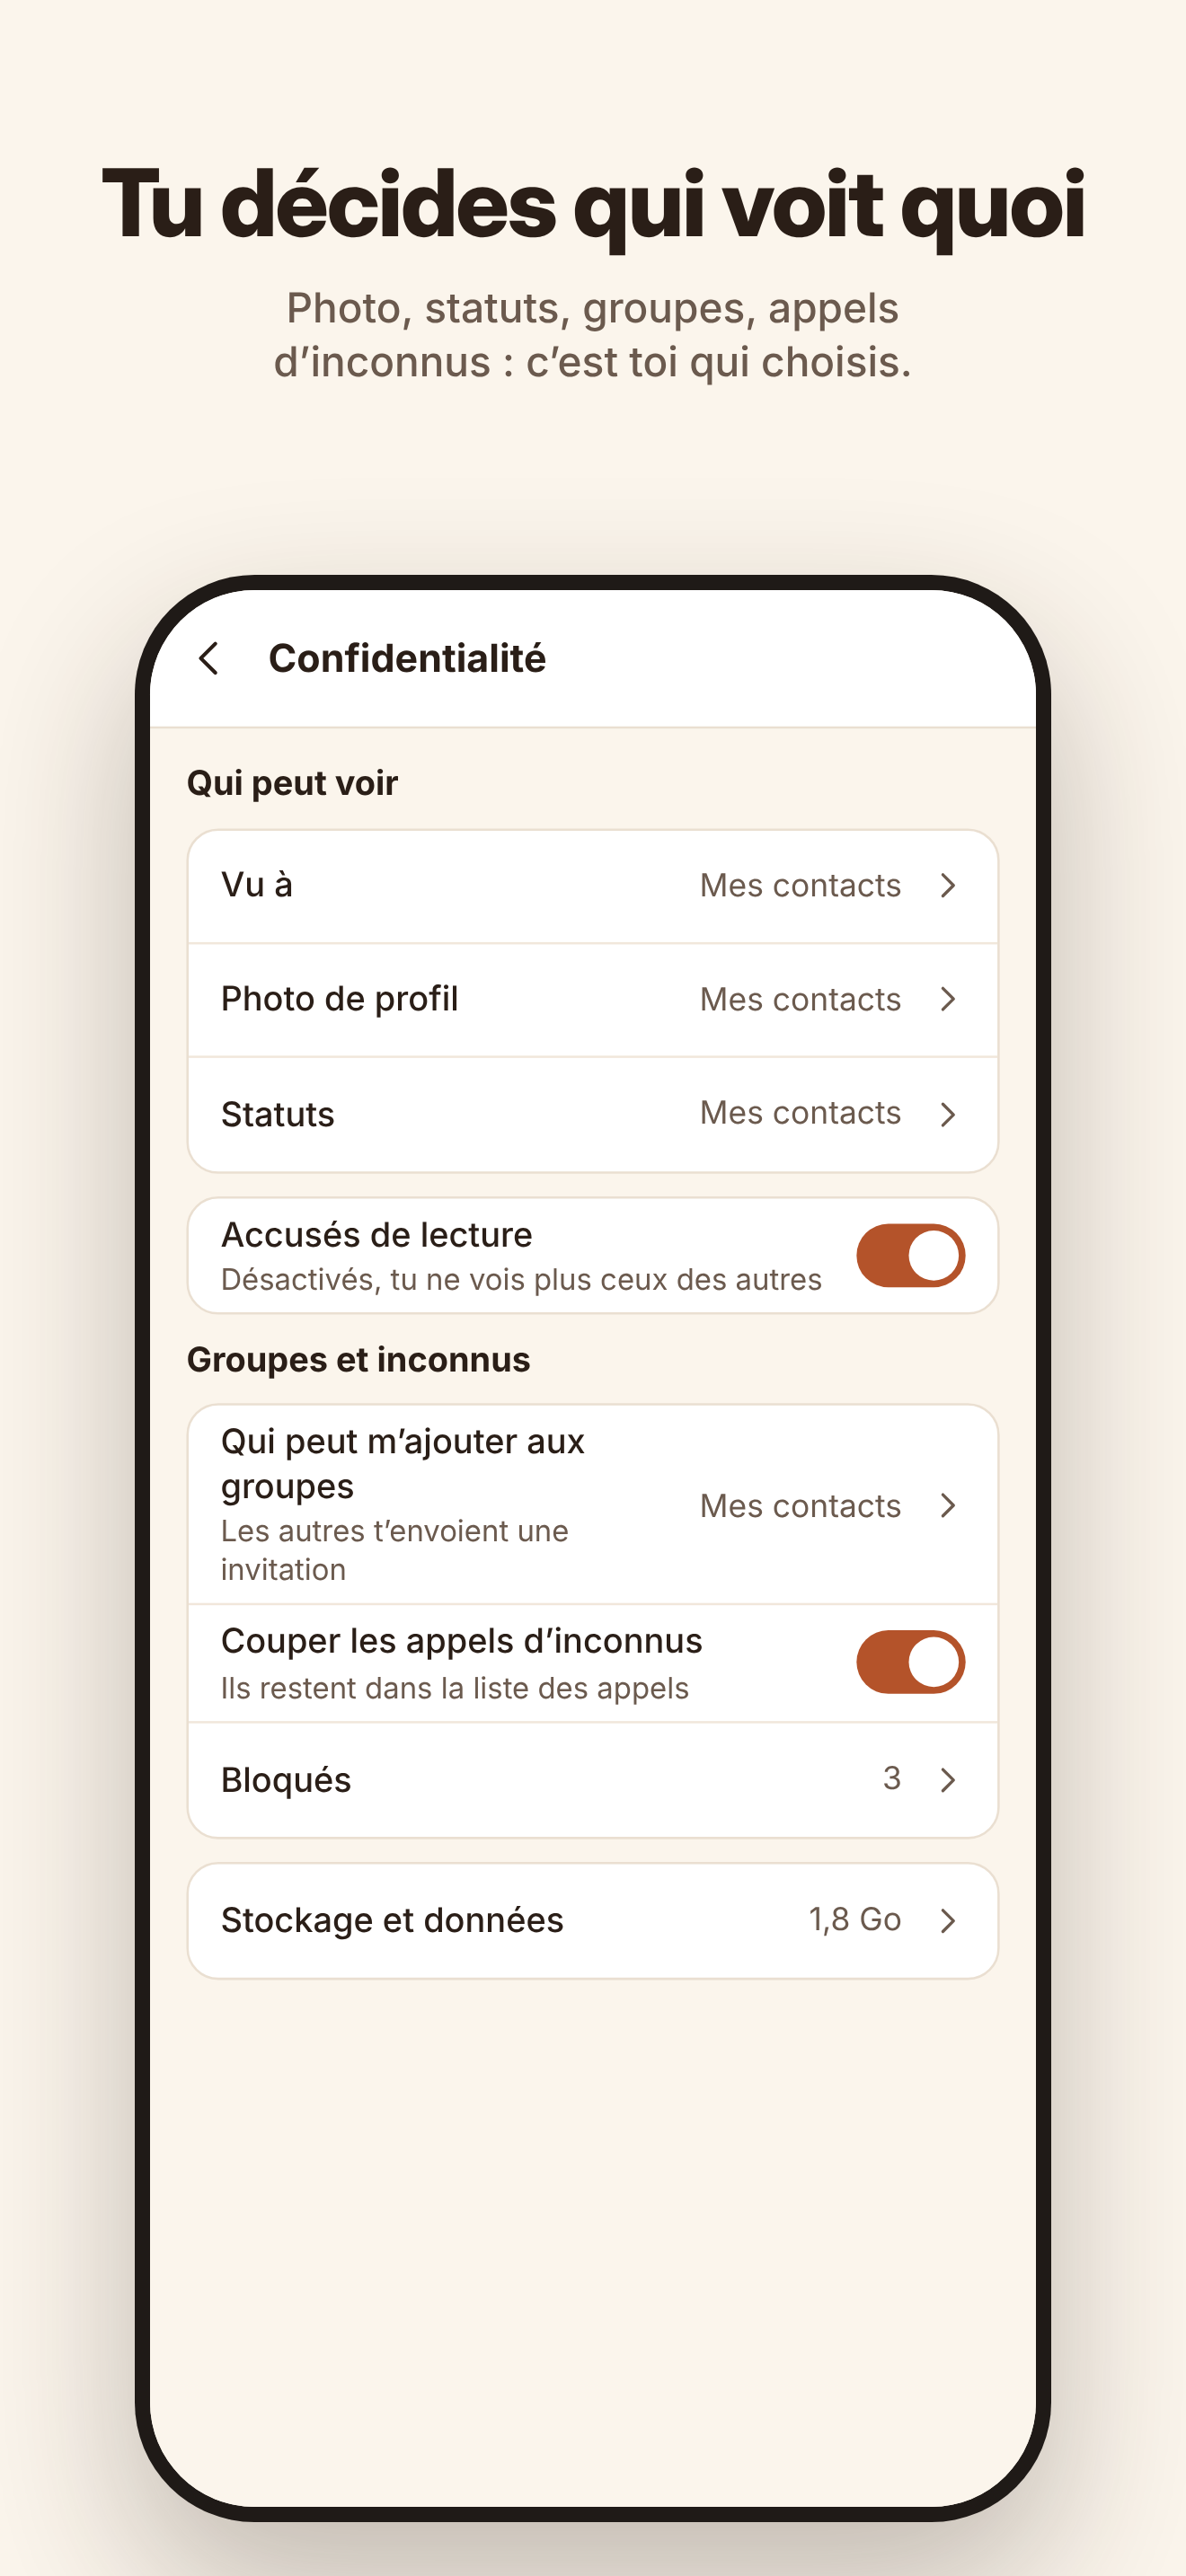 Tu décides qui voit quoi
Photo, statuts, groupes, appels
d’inconnus : c’est toi qui choisis.
Confidentialité
Qui peut voir
Vu à
Mes contacts
Photo de profil
Mes contacts
Statuts
Mes contacts
Accusés de lecture
Désactivés, tu ne vois plus ceux des autres
Groupes et inconnus
Qui peut m’ajouter aux
groupes
Les autres t’envoient une
invitation
Mes contacts
Couper les appels d’inconnus
Ils restent dans la liste des appels
Bloqués
3
Stockage et données
1,8 Go